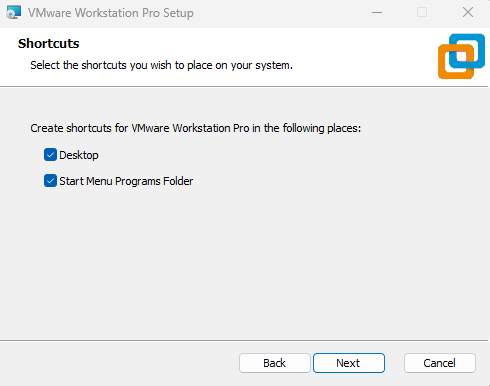 VMware Workstation Pro Setup
Shortcuts
Select the shortcuts you wish to place on your system.
Create shortcuts for VMware Workstation Pro in the following places:
Desktop
Start Menu Programs Folder
Back
Next
Cancel